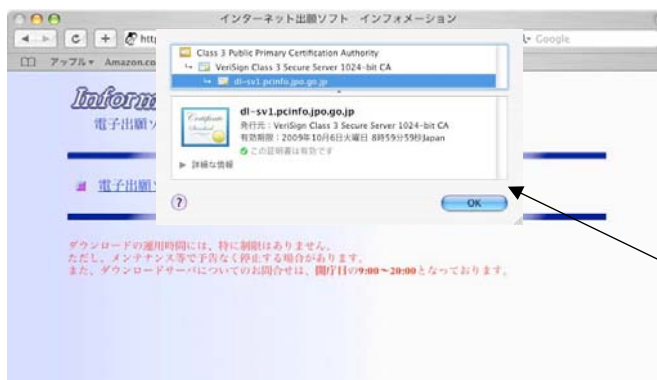 インターネット出願ソフト インフォメーション
C + http
Google
アップル Amazon.co
Class 3 Public Primary Certification Authority
VeriSign Class 3 Secure Server 1024-bit CA
dl-sv1.pcinfo.jpo.go.jp
dl-sv1.pcinfo.jpo.go.jp
発行元：VeriSign Class 3 Secure Server 1024-bit CA
有効期限：2009年10月6日火曜日 8時59分59秒Japan
この証明書は有効です
詳細な情報
? OK
Inform
電子出願ソ
電子出願
ダウンロードの運用時間には、特に制限はありません。
ただし、メンテナンス等で予告なく停止する場合があります。
また、ダウンロードサーバについてのお問合せは、開庁日の9:00～20:00となっております。